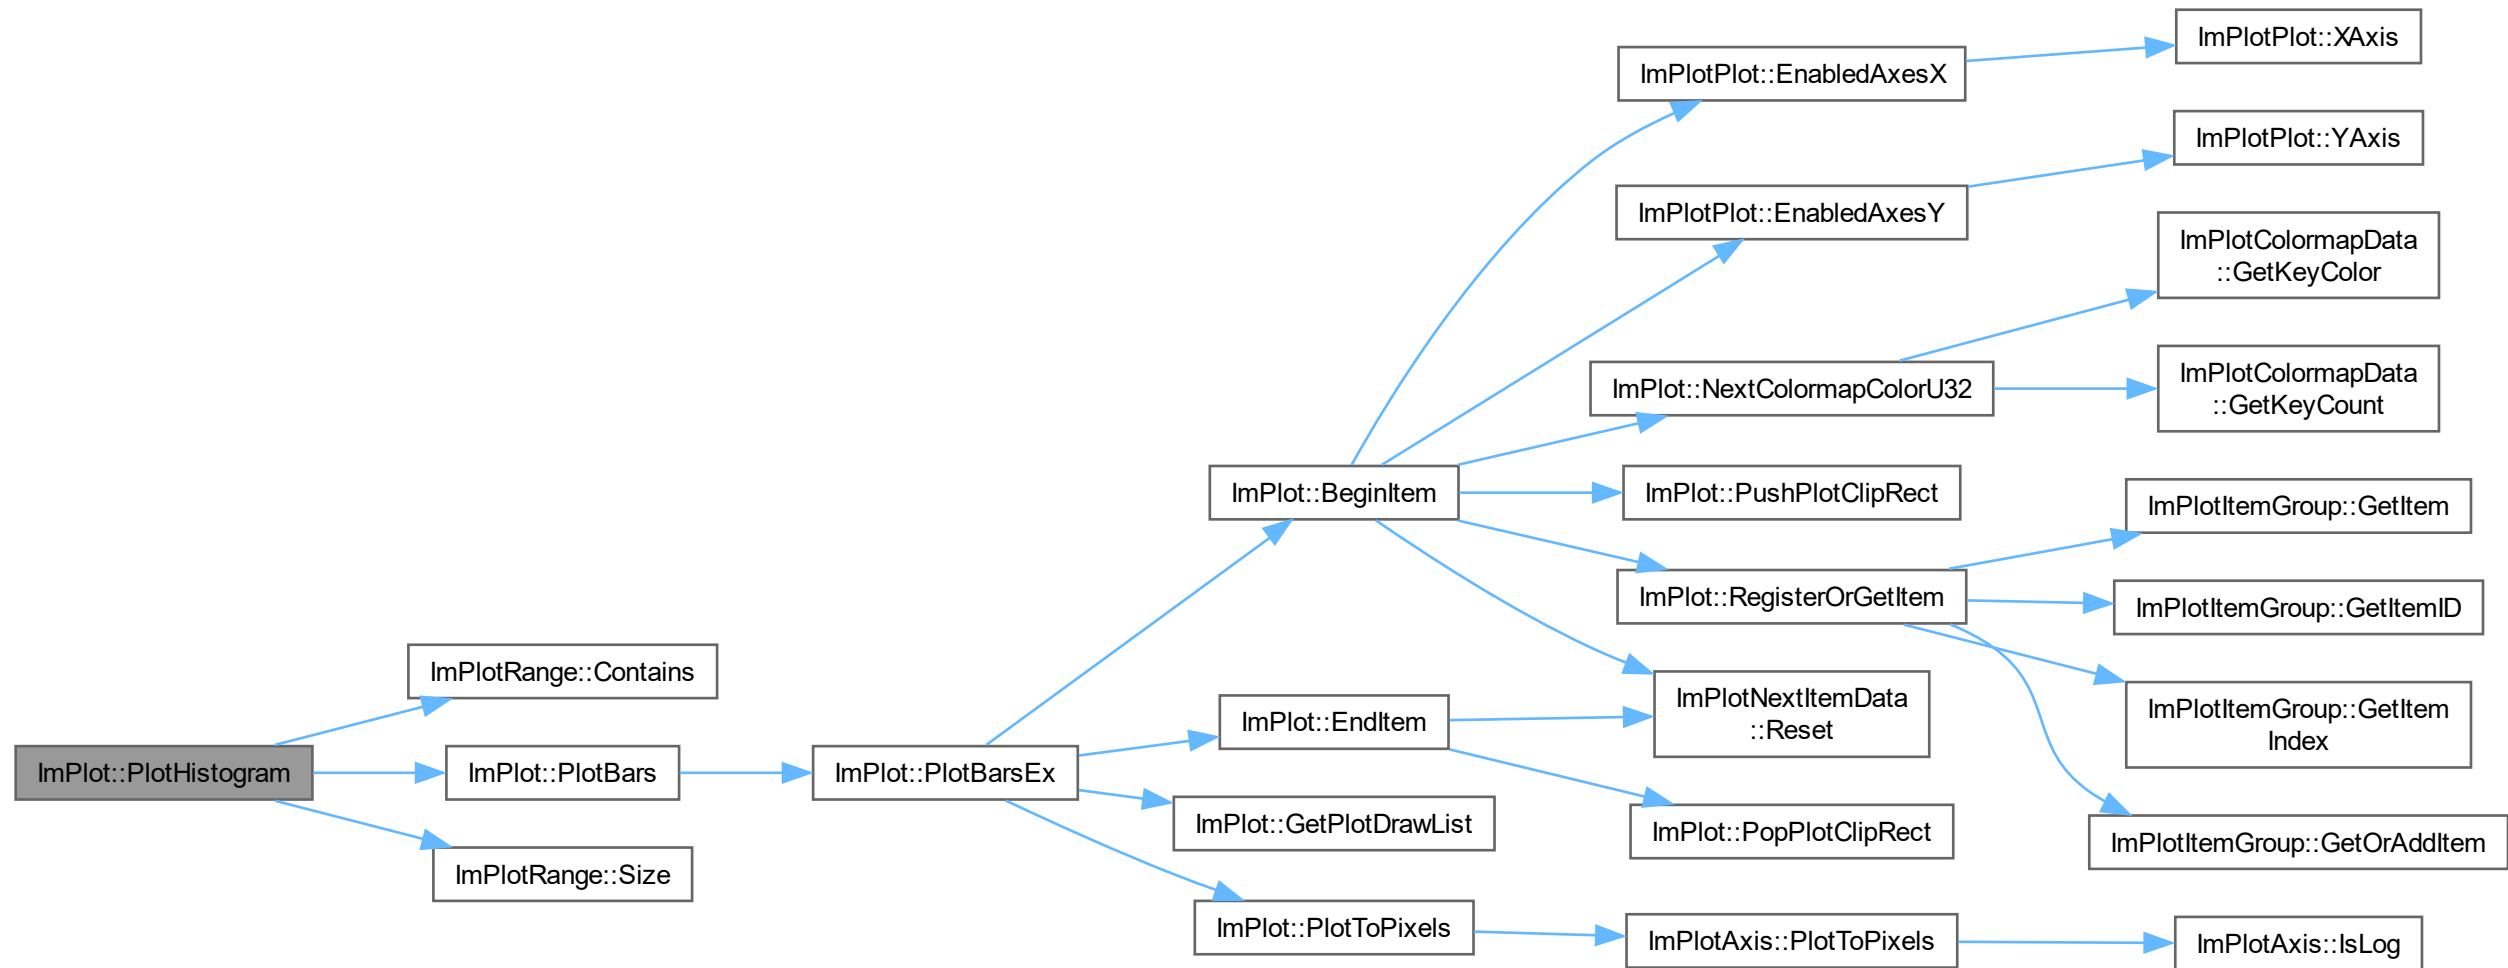 ImPlot::PlotHistogram
ImPlotRange::Contains
ImPlot::PlotBars
ImPlotRange::Size
ImPlot::PlotBarsEx
ImPlot::BeginItem
ImPlot::EndItem
ImPlot::GetPlotDrawList
ImPlot::PlotToPixels
ImPlotPlot::EnabledAxesX
ImPlotPlot::EnabledAxesY
ImPlot::NextColormapColorU32
ImPlot::PushPlotClipRect
ImPlot::RegisterOrGetItem
ImPlotNextItemData
::Reset
ImPlot::PopPlotClipRect
ImPlotAxis::PlotToPixels
ImPlotPlot::XAxis
ImPlotPlot::YAxis
ImPlotColormapData
::GetKeyColor
ImPlotColormapData
::GetKeyCount
ImPlotItemGroup::GetItem
ImPlotItemGroup::GetItemID
ImPlotItemGroup::GetItem
Index
ImPlotItemGroup::GetOrAddItem
ImPlotAxis::IsLog